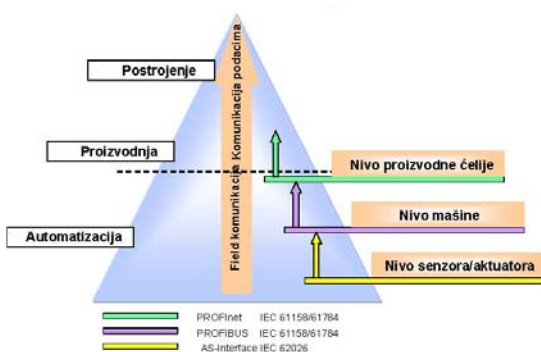 Postrojenje
Proizvodnja
Automatizacija
Field komunikacija Komunikacija podacima
Nivo proizvodne ćelije
Nivo mašine
Nivo senzora/aktuatora
PROFInet IEC 61158/61784
PROFIBUS IEC 61158/61784
AS-Interface IEC 62026